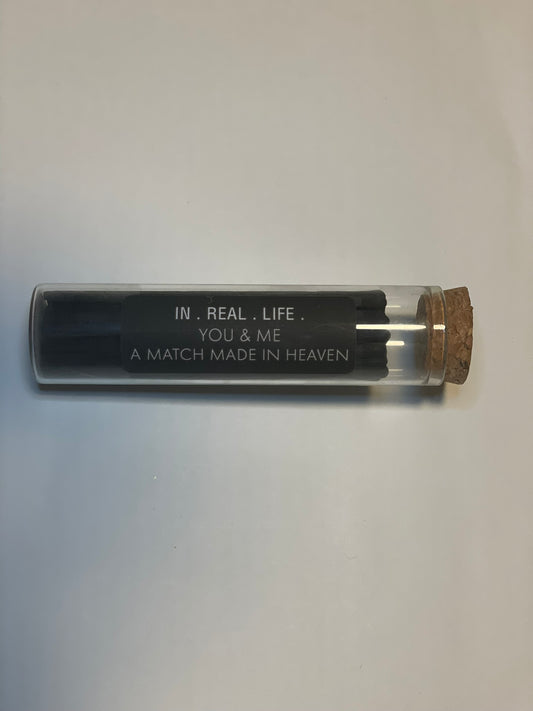 IN . REAL . LIFE .
YOU & ME
A MATCH MADE IN HEAVEN